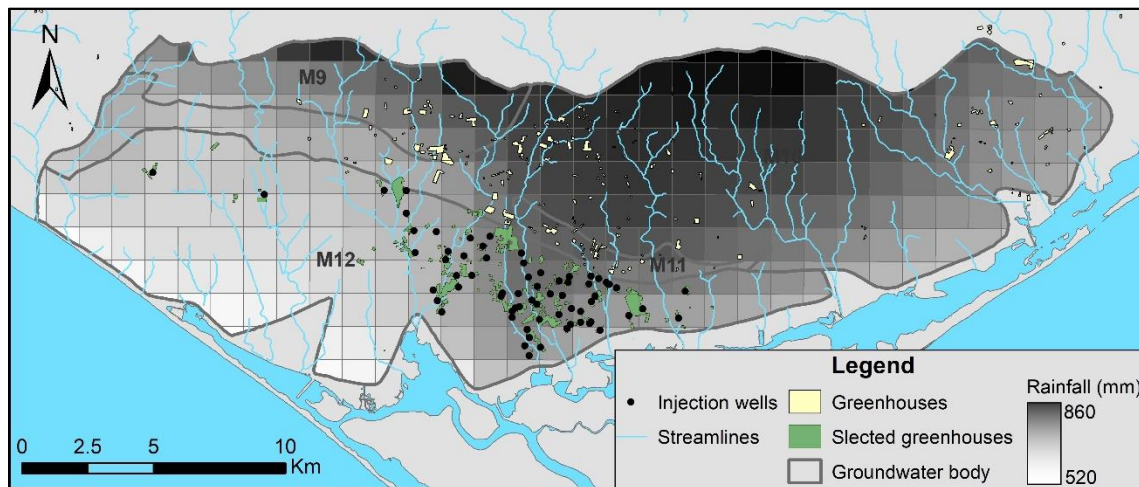 N
M9
M12
M11
Legend
Injection wells
Greenhouses
Streamlines
Slected greenhouses
Groundwater body
Rainfall (mm)
860
520
0 2.5 5 10
Km